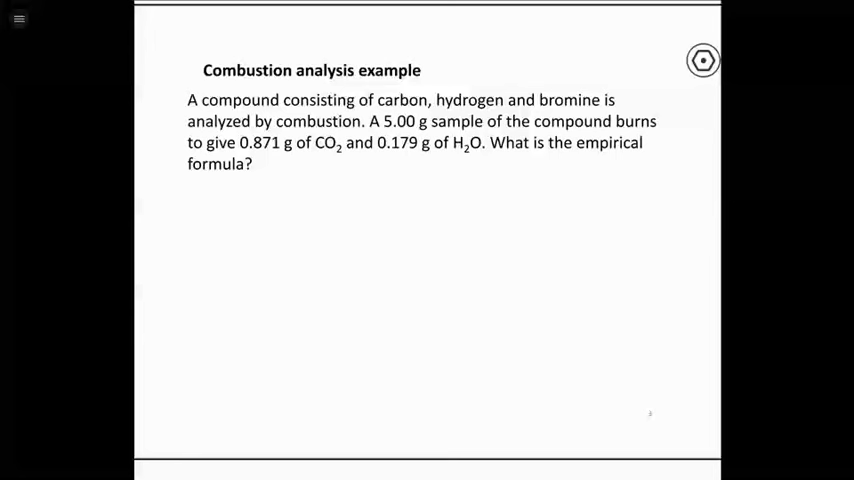 Combustion analysis example
A compound consisting of carbon, hydrogen and bromine is
analyzed by combustion. A 5.00 g sample of the compound burns
to give 0.871 g of CO₂ and 0.179 g of H₂O. What is the empirical
formula?